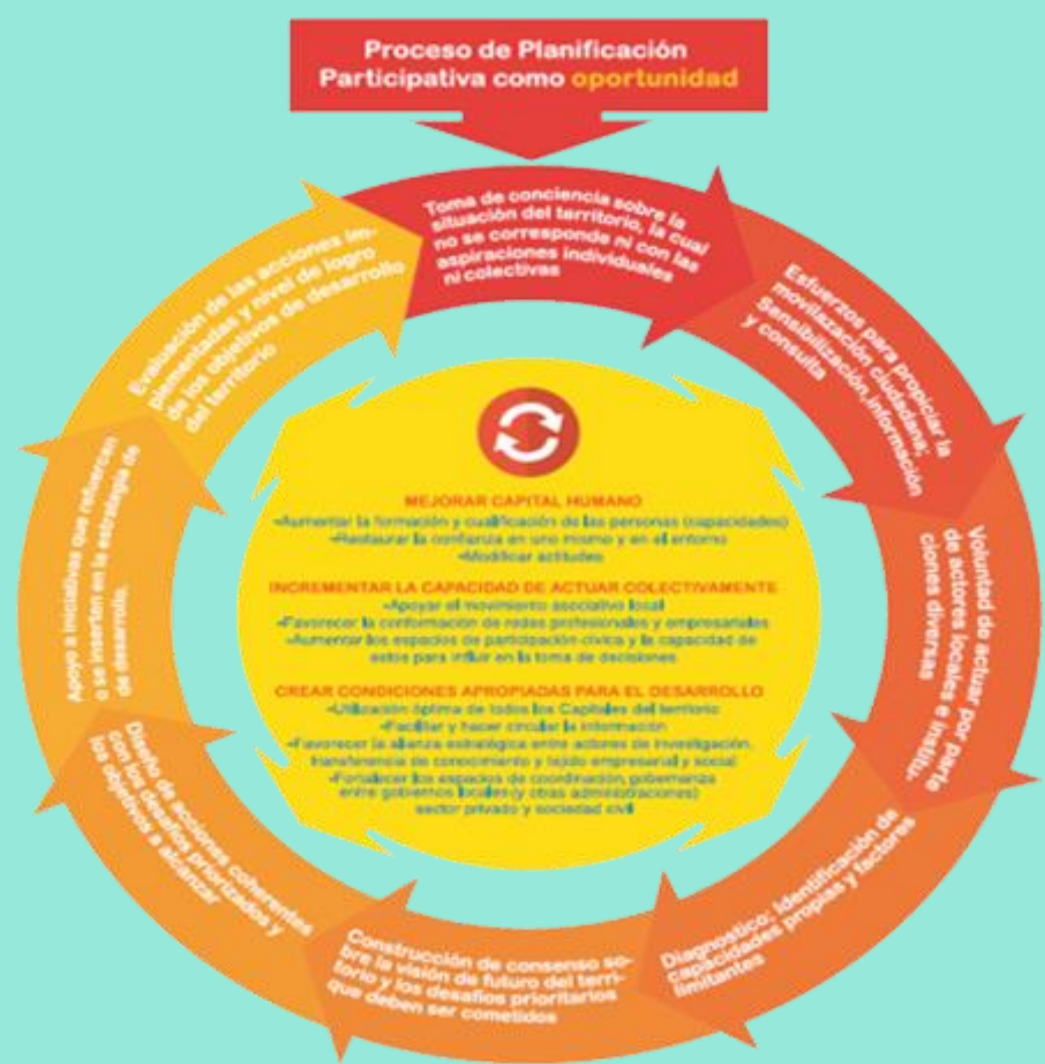 Proceso de Planificación
Participativa como oportunidad
Toma de conciencia sobre la
situación del territorio, la cual
no se corresponde ni con las
aspiraciones individuales
ni colectivas
Esfuerzos para propiciar la
movilazación ciudadana;
Sensibilización,información
y consulta
Voluntad de actuar por parte
de actores locales e institu-
ciones diversas
Diagnostico: Identificación de
capacidades propias y factores
limitantes
Construcción de consenso so-
bre la visión de futuro del terri-
torio y los desafíos prioritarios
que deben ser cometidos
Diseño de acciones coherentes
con los desafíos priorizados y
los objetivos a alcanzar
Apoyo a iniciativas que refuercen
o se inserten en la estrategia de
de desarrollo.
Evaluación de las acciones im-
plementadas y nivel de logro
de los objetivos de desarrollo
del territorio
MEJORAR CAPITAL HUMANO
-Aumentar la formación y cualificación de las personas (capacidades)
-Restaurar la confianza en uno mismo y en el entorno
-Modificar actitudes
INCREMENTAR LA CAPACIDAD DE ACTUAR COLECTIVAMENTE
-Apoyar el movimiento asociativo local
-Favorecer la conformación de redes profesionales y empresariales
-Aumentar los espacios de participación cívica y la capacidad de
estos para influir en la toma de decisiones
CREAR CONDICIONES APROPIADAS PARA EL DESARROLLO
-Utilización óptima de todos los Capitales del territorio
-Facilitar y hacer circular la información
-Favorecer la alianza estratégica entre actores de investigación,
transferencia de conocimiento y tejido empresarial y social
-Fortalecer los espacios de coordinación, gobernanza
entre gobiernos locales (y otras administraciones)
sector privado y sociedad civil